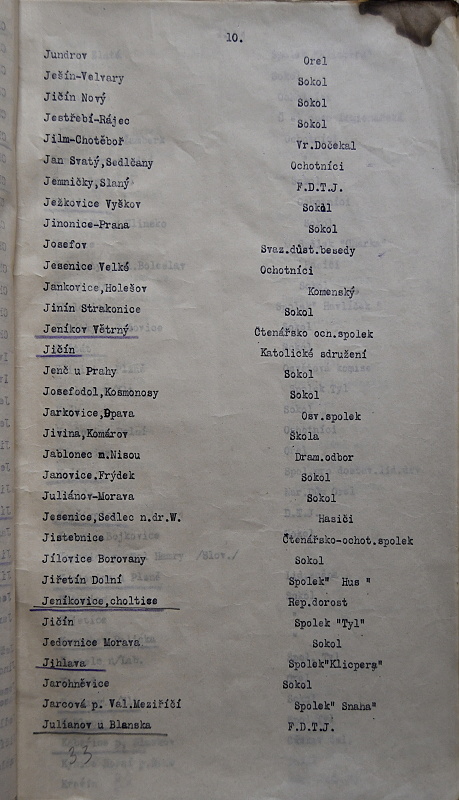 10.
Jundrov Orel
Ješín-Velvary Sokol
Jičín Nový Sokol
Jestřebí-Rájec Sokol
Jilm-Chotěboř Vr.Dočekal
Jan Svatý,Sedlčany Ochotníci
Jemničky,Slaný F.D.T.J.
Ježkovice Vyškov Sokol
Jinonice-Praha Sokol
Josefov Svaz.důst.besedy
Jesenice Velká Ochotníci
Jankovice,Holešov Komenský
Jinín Strakonice Sokol
Jeníkov Větrný Čtenářsko ocn.spolek
Jičín Katolické sdružení
Jenč u Prahy Sokol
Josefodol,Kosmonosy Sokol
Jarkovice,Opava Osv.spolek
Jivina,Komárov Škola
Jablonec n.Nisou Dram.odbor
Janovice,Frýdek Sokol
Juliánov-Morava Sokol
Jesenice,Sedlec n.dr.W. Hasiči
Jistebnice Čtenářsko-ochot.spolek
Jílovice Borovany Sokol
Jiřetín Dolní Spolek" Hus "
Jeníkovice,choltise Rep.dorost
Jičín Spolek "Tyl"
Jedovnice Morava Sokol
Jihlava Spolek"Klicpera"
Jarohněvice Sokol
Jarcová p. Val.Meziříčí Spolek" Snaha"
Julianov u Blanska F.D.T.J.
33